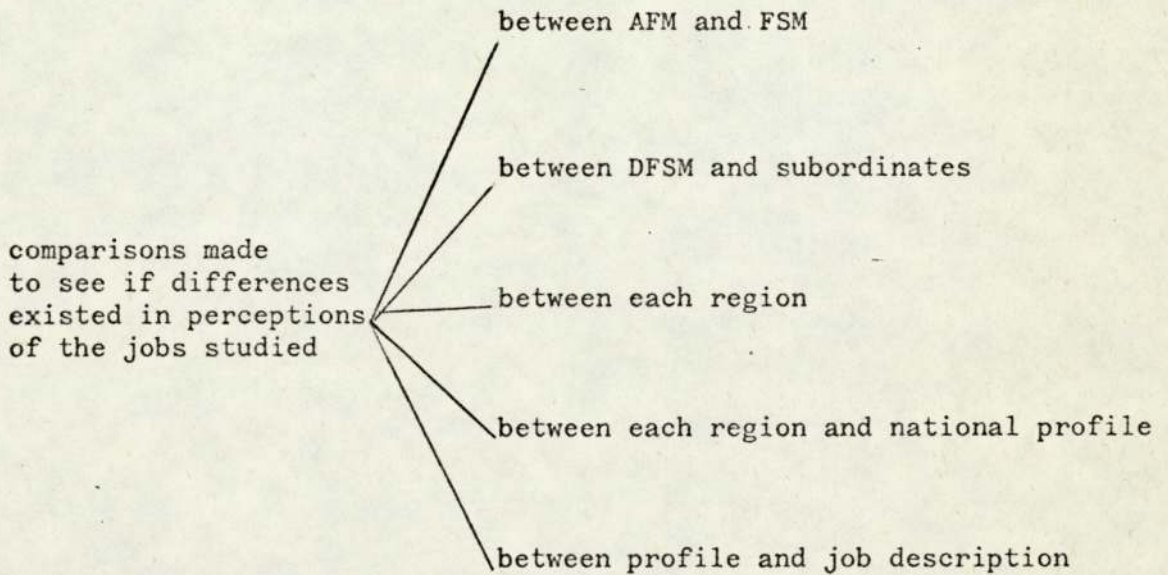 between AFM and FSM
between DFSM and subordinates
comparisons made
to see if differences
existed in perceptions
of the jobs studied
between each region
between each region and national profile
between profile and job description